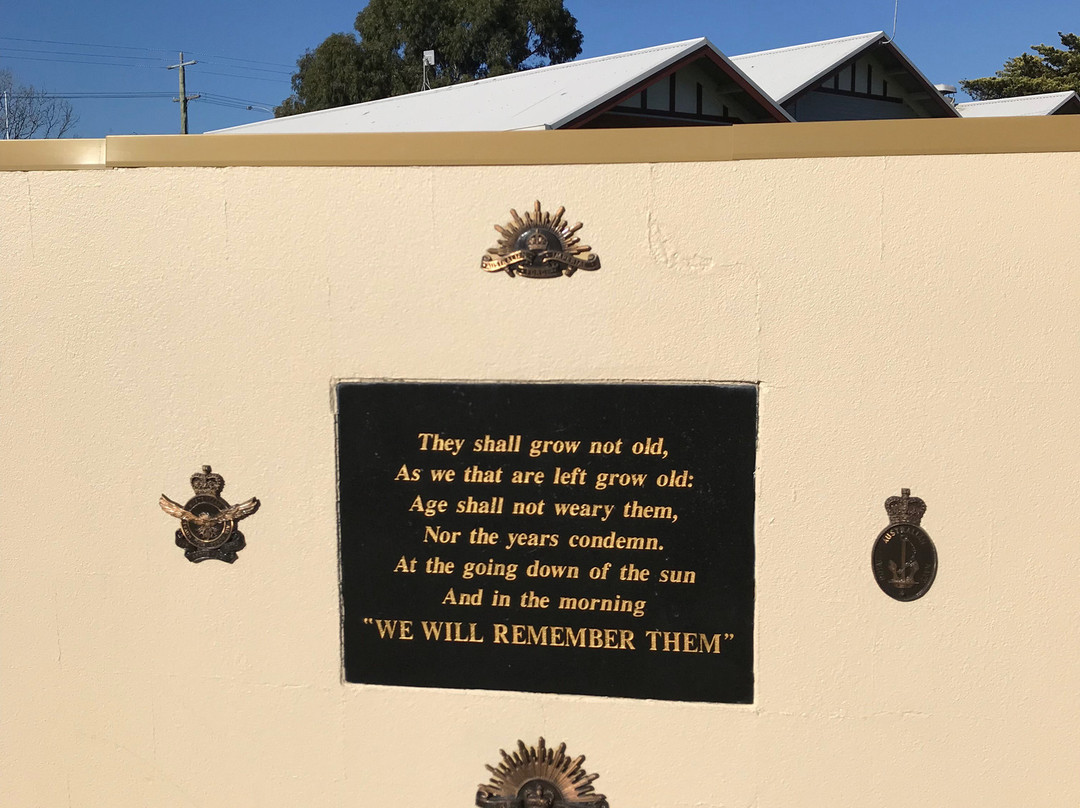 They shall grow not old,
As we that are left grow old:
Age shall not weary them,
Nor the years condemn.
At the going down of the sun
And in the morning
"WE WILL REMEMBER THEM"
AUSTRALIA